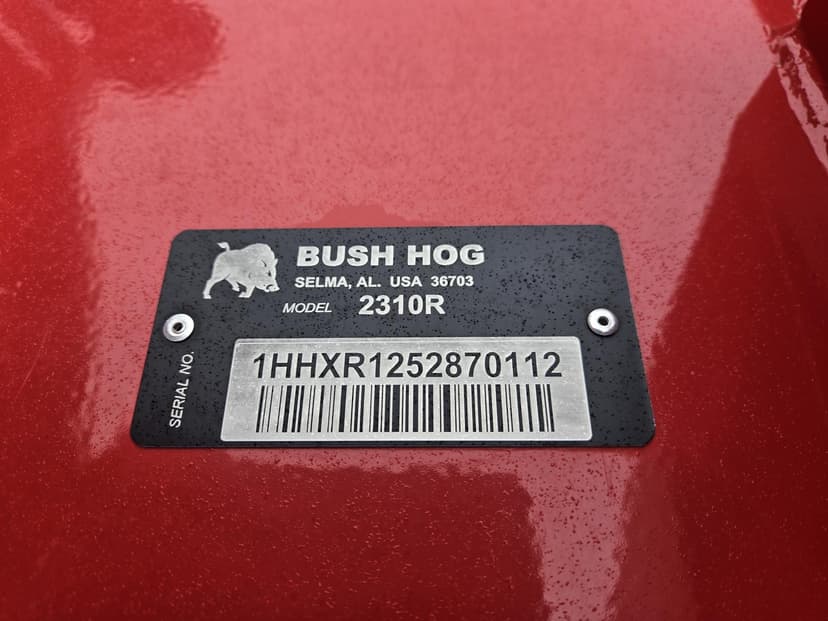 BUSH HOG
SELMA, AL. USA 36703
MODEL 2310R
SERIAL NO.
1HHXR1252870112